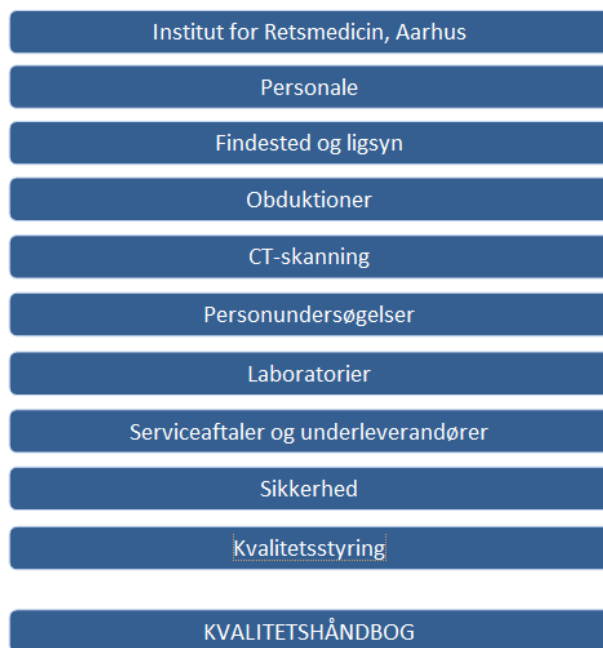 Institut for Retsmedicin, Aarhus
Personale
Findested og ligsyn
Obduktioner
CT-skanning
Personundersøgelser
Laboratorier
Serviceaftaler og underleverandører
Sikkerhed
Kvalitetsstyring
KVALITETSHÅNDBOG